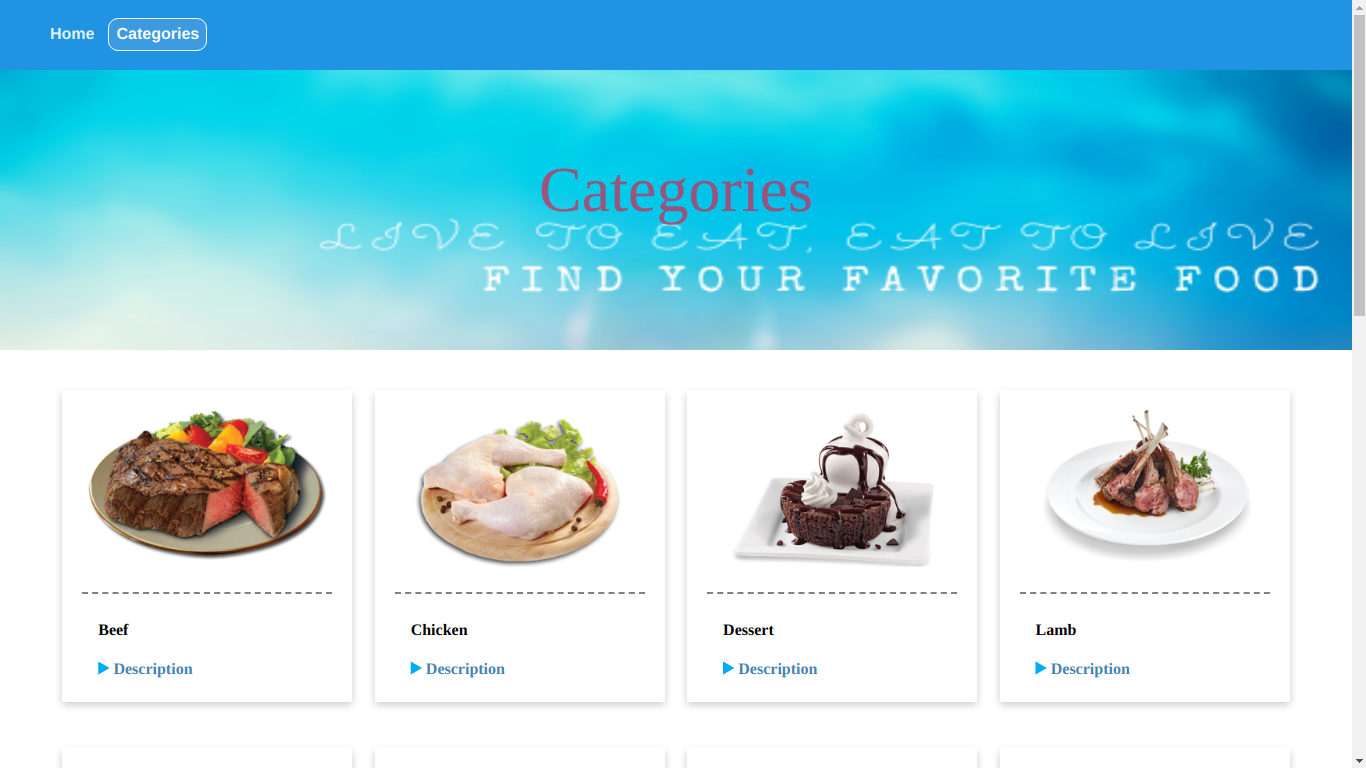 Home Categories
Categories
LIVE TO EAT, EAT TO LIVE
FIND YOUR FAVORITE FOOD
Beef Chicken Dessert Lamb
Description Description Description Description